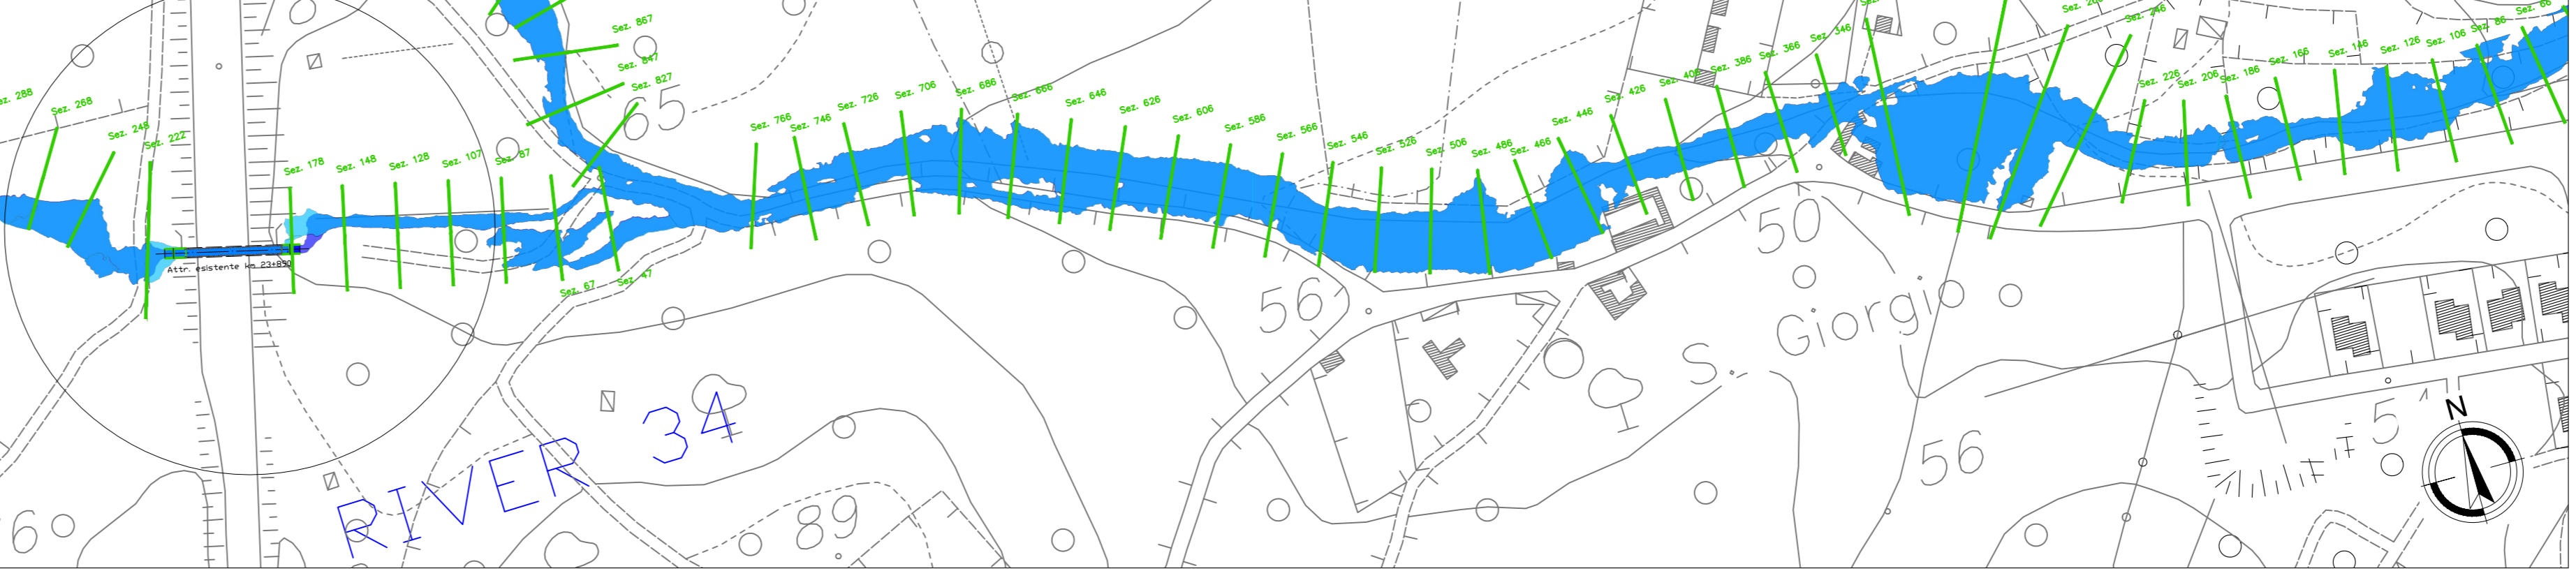 Sez. 867
Sez. 847
Sez. 827
Sez. 288
Sez. 268
Sez. 248
Sez. 222
Sez. 178
Sez. 148
Sez. 128
Sez. 107
Sez. 87
Sez. 67
Sez. 47
65
Sez. 766
Sez. 746
Sez. 726
Sez. 706
Sez. 686
Sez. 666
Sez. 646
Sez. 626
Sez. 606
Sez. 586
Sez. 566
Sez. 546
Sez. 526
Sez. 506
Sez. 486
Sez. 466
Sez. 446
Sez. 426
Sez. 406
Sez. 386
Sez. 366
Sez. 346
Sez. 246
Sez. 226
Sez. 206
Sez. 186
Sez. 166
Sez. 146
Sez. 126
Sez. 106
Sez. 86
Sez. 66
Attr. esistente km 23+890
50
56
S. Giorgi
RIVER 34
89
56
6
N